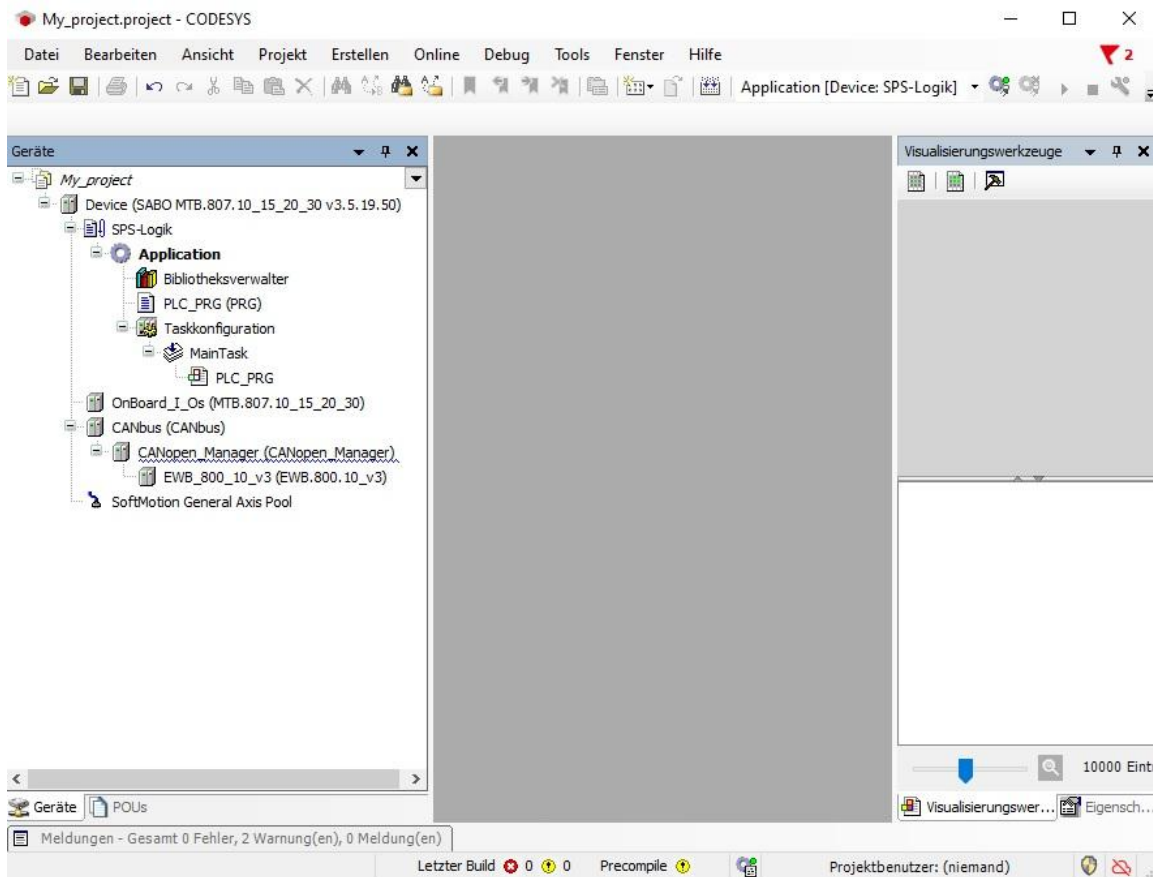 My_project.project - CODESYS
Datei Bearbeiten Ansicht Projekt Erstellen Online Debug Tools Fenster Hilfe 2
Application [Device: SPS-Logik]
Geräte
My_project
Device (SABO MTB.807.10_15_20_30 v3.5.19.50)
SPS-Logik
Application
Bibliotheksverwalter
PLC_PRG (PRG)
Taskkonfiguration
MainTask
PLC_PRG
OnBoard_I_Os (MTB.807.10_15_20_30)
CANbus (CANbus)
CANopen_Manager (CANopen_Manager)
EWB_800_10_v3 (EWB.800.10_v3)
SoftMotion General Axis Pool
Visualisierungswerkzeuge
10000 Eint
Geräte POUs
Visualisierungswer... Eigensch...
Meldungen - Gesamt 0 Fehler, 2 Warnung(en), 0 Meldung(en)
Letzter Build 0 0 Precompile Projektbenutzer: (niemand)